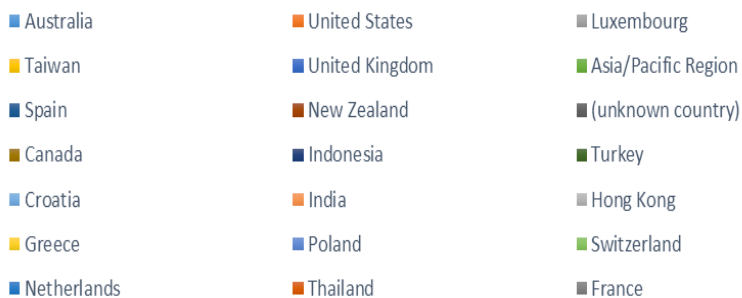 Australia United States Luxembourg
Taiwan United Kingdom Asia/Pacific Region
Spain New Zealand (unknown country)
Canada Indonesia Turkey
Croatia India Hong Kong
Greece Poland Switzerland
Netherlands Thailand France